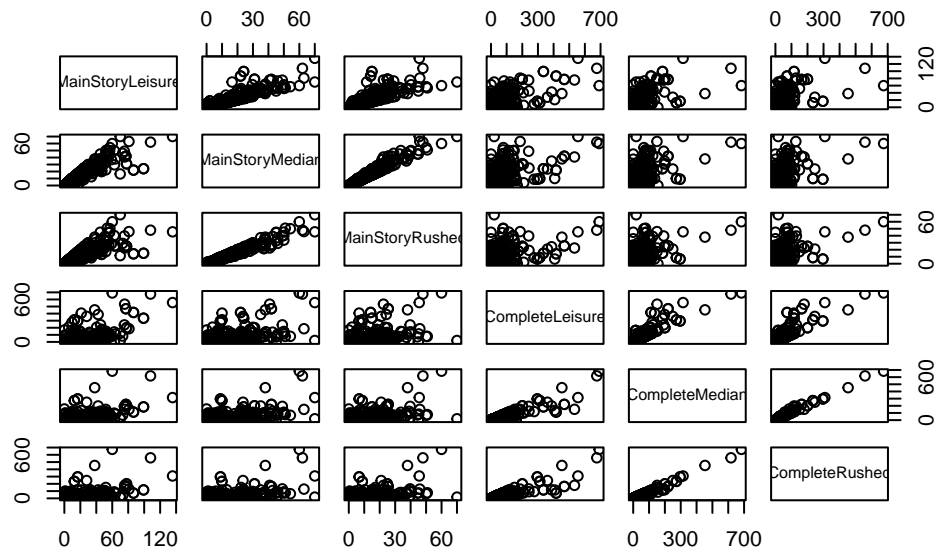 0 30 60 0 300 700 0 300 700
MainStoryLeisure
0 120
0 60
MainStoryMedian
MainStoryRushed
0 60
0 600
CompleteLeisure
CompleteMedian
0 600
0 600
CompleteRushed
0 60 120 0 30 60 0 300 700